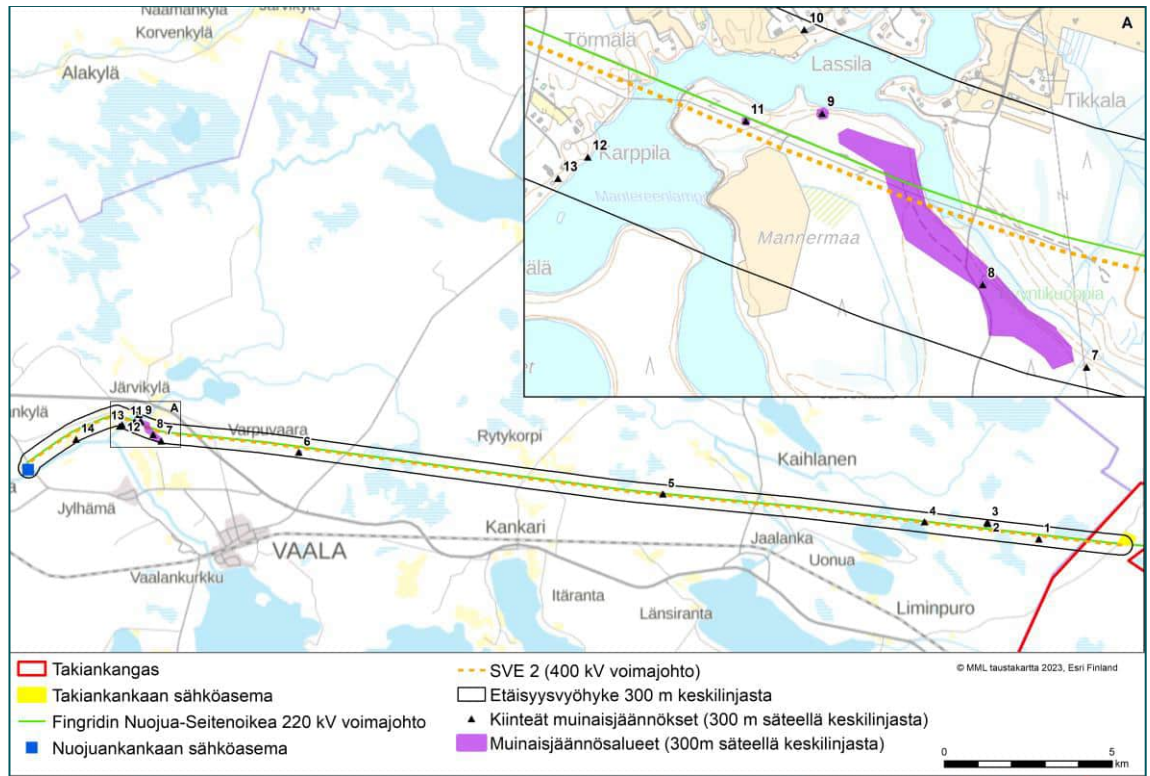 Naamankylä
Järvikylä
Korvenkylä
Alakylä
A
10
Törmälä
Lassila
Tikkala
9
11
Karppila
12
13
Mantereenlampi
Mannermaa
8
7
Järvikylä
A
13
11
9
12
8
7
14
Varpuvaara
6
Rytykorpi
Kaihlanen
5
4
3
2
1
Jylhämä
Kankari
Jaalanka
Uonua
VAALA
Vaalankurkku
Itäranta
Länsiranta
Liminpuro
Takiankangas
Takiankankaan sähköasema
Fingridin Nuojua-Seitenoikea 220 kV voimajohto
Nuojuankankaan sähköasema
SVE 2 (400 kV voimajohto)
Etäisyysvyöhyke 300 m keskilinjasta
Kiinteät muinaisjäännökset (300 m säteellä keskilinjasta)
Muinaisjäännösalueet (300m säteellä keskilinjasta)
© MML taustakartta 2023, Esri Finland
0 5
km